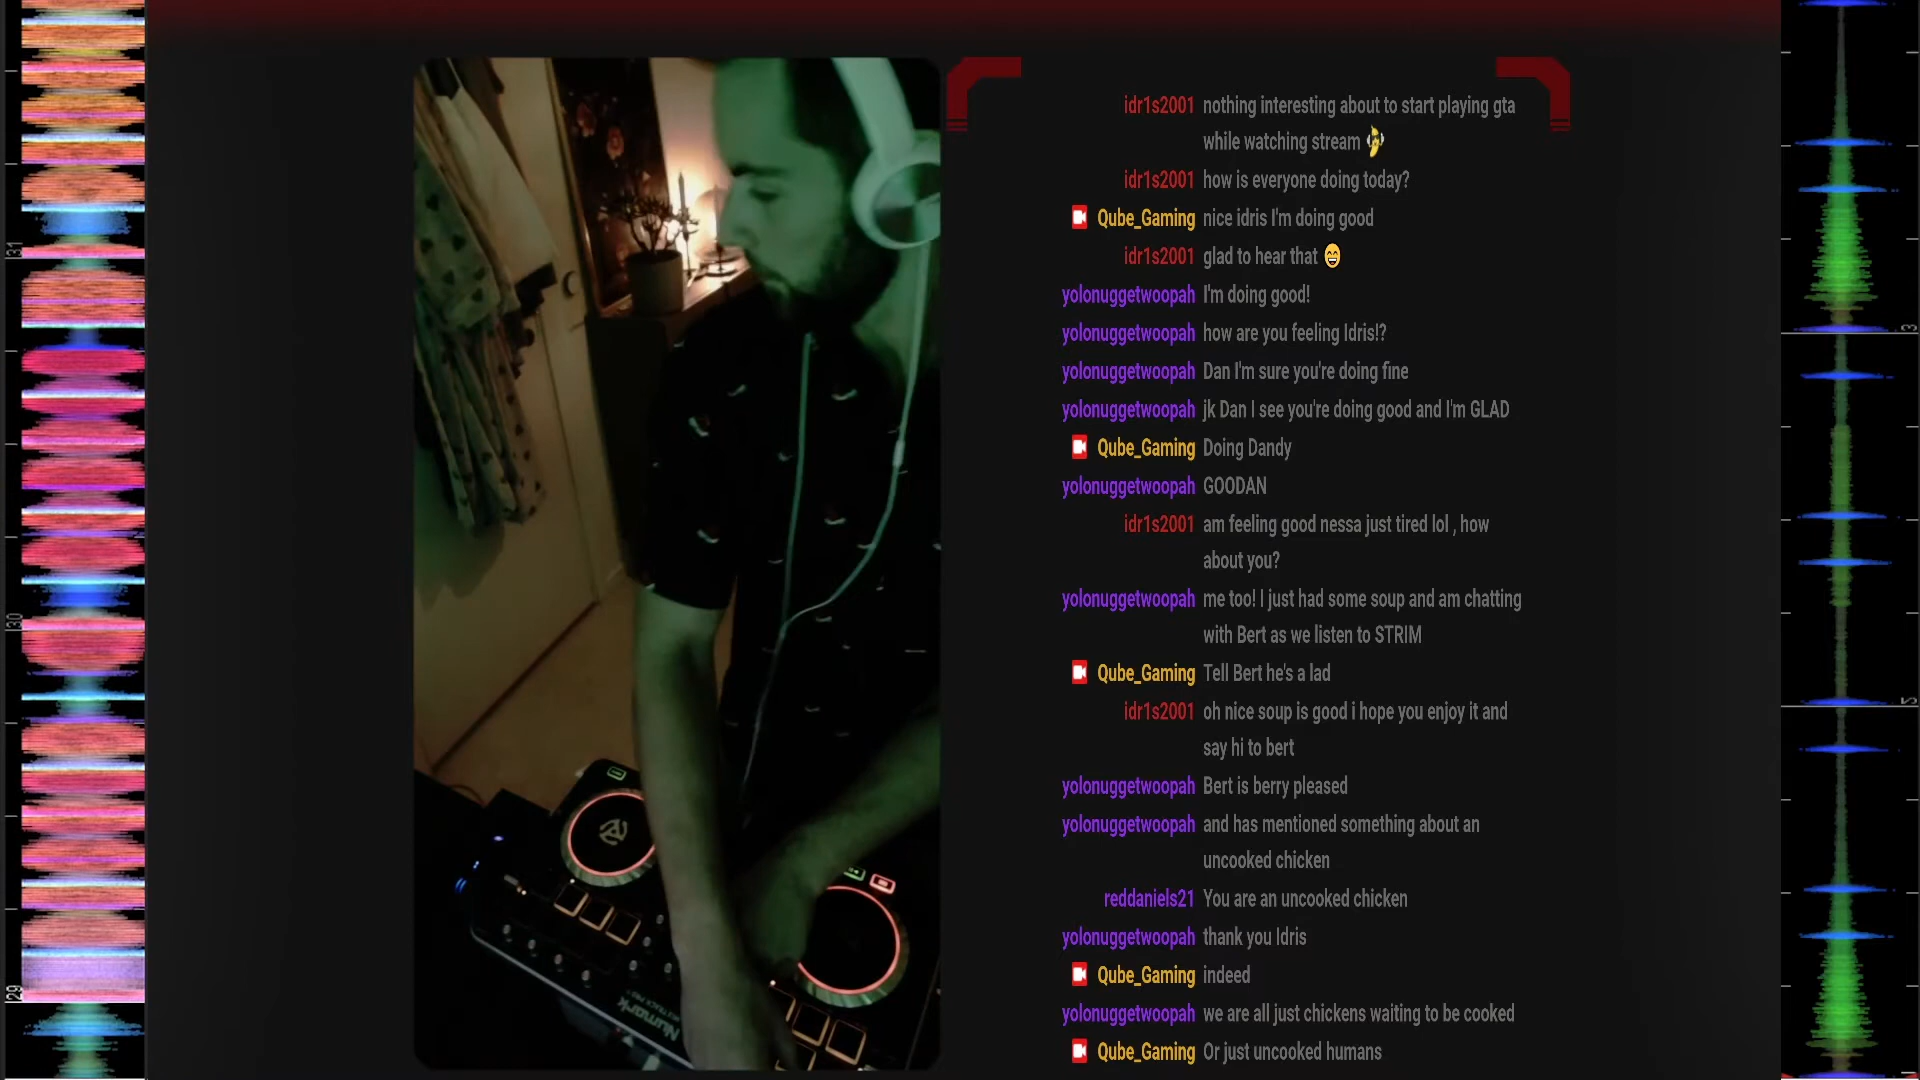 idr1s2001 nothing interesting about to start playing gta
while watching stream
idr1s2001 how is everyone doing today?
Qube_Gaming nice idris I'm doing good
idr1s2001 glad to hear that
yolonuggetwoopah I'm doing good!
yolonuggetwoopah how are you feeling Idris!?
yolonuggetwoopah Dan I'm sure you're doing fine
yolonuggetwoopah jk Dan I see you're doing good and I'm GLAD
Qube_Gaming Doing Dandy
yolonuggetwoopah GOODAN
idr1s2001 am feeling good nessa just tired lol , how
about you?
yolonuggetwoopah me too! I just had some soup and am chatting
with Bert as we listen to STRIM
Qube_Gaming Tell Bert he's a lad
idr1s2001 oh nice soup is good i hope you enjoy it and
say hi to bert
yolonuggetwoopah Bert is berry pleased
yolonuggetwoopah and has mentioned something about an
uncooked chicken
reddaniels21 You are an uncooked chicken
yolonuggetwoopah thank you Idris
Qube_Gaming indeed
yolonuggetwoopah we are all just chickens waiting to be cooked
Qube_Gaming Or just uncooked humans
31
30
29
3
Numark